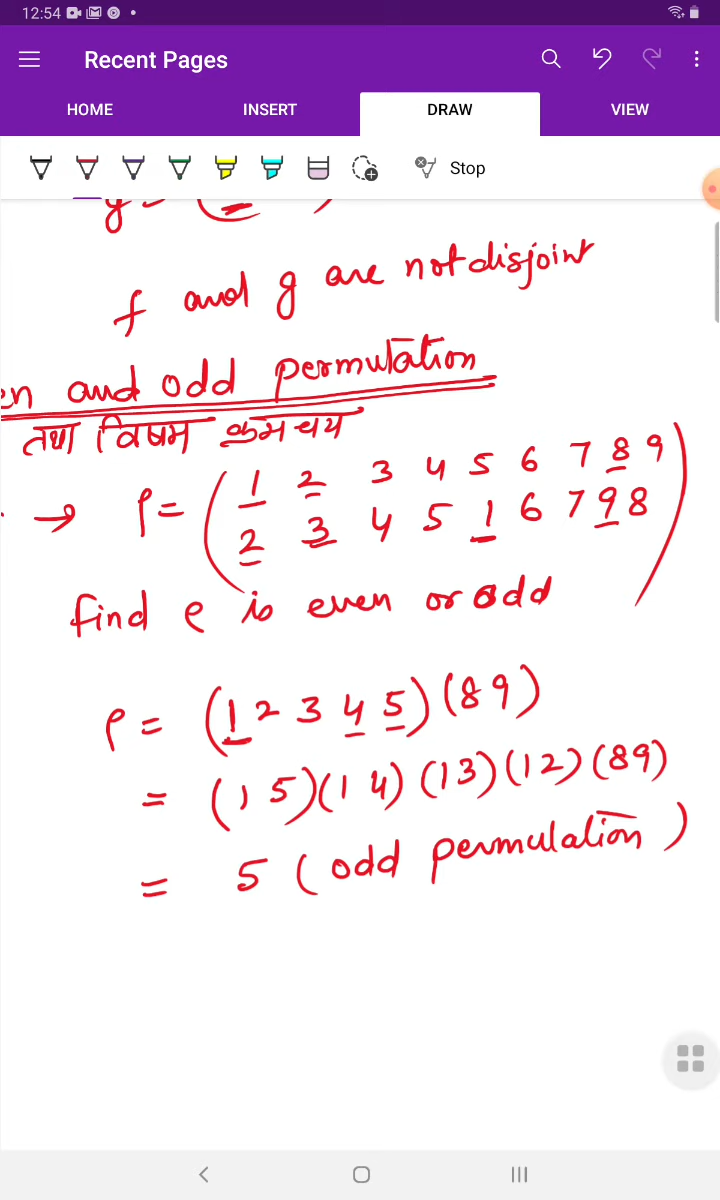 12:54
Recent Pages
HOME INSERT DRAW VIEW
Stop
f and g are not disjoint
en and odd permutation
तथा विषम क्रमचय
→ ρ = ( 1 2 3 4 5 6 7 8 9
2 3 4 5 1 6 7 9 8 )
find ρ is even or odd
ρ = (1 2 3 4 5) (8 9)
= (1 5)(1 4) (1 3) (1 2) (8 9)
= 5 ( odd permulation )